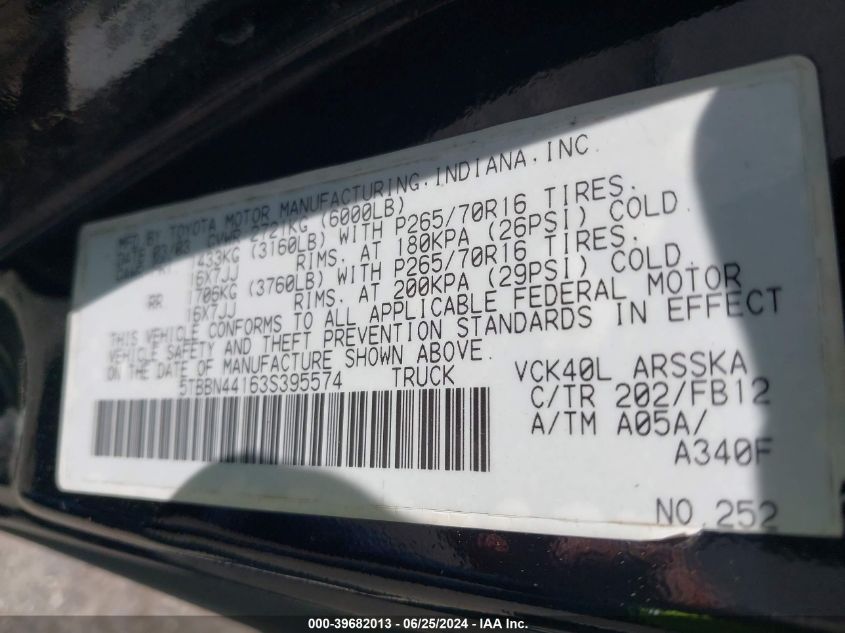 MFD BY TOYOTA MOTOR MANUFACTURING.INDIANA.INC
DATE 03/03 GVWR 2721KG (6000LB)
GAWR FRT 1433KG (3160LB) WITH P265/70R16 TIRES.
16X7JJ RIMS. AT 180KPA (26PSI) COLD.
RR 1706KG (3760LB) WITH P265/70R16 TIRES.
16X7JJ RIMS. AT 200KPA (29PSI) COLD.
THIS VEHICLE CONFORMS TO ALL APPLICABLE FEDERAL MOTOR
VEHICLE SAFETY AND THEFT PREVENTION STANDARDS IN EFFECT
ON THE DATE OF MANUFACTURE SHOWN ABOVE.
5TBBN44163S395574 TRUCK
VCK40L ARSSKA
C/TR 202/FB12
A/TM A05A/
A340F
NO.252
000-39682013 - 06/25/2024 - IAA Inc.